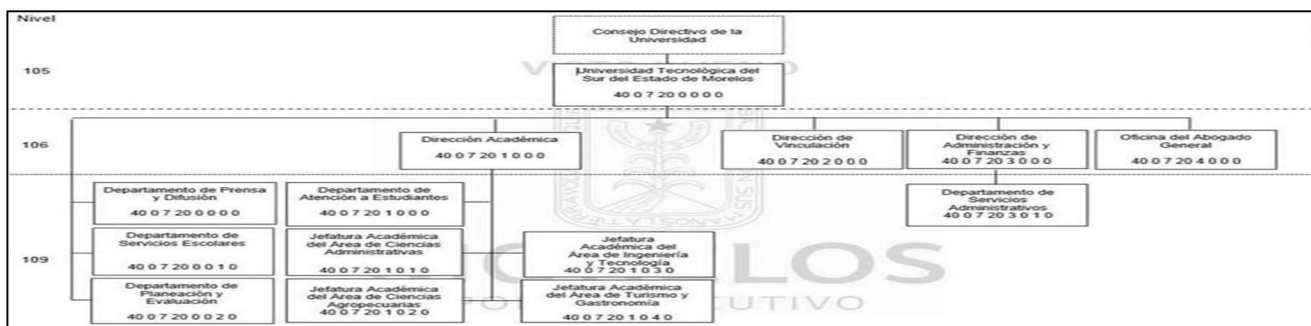 Nivel
Consejo Directivo de la
Universidad
105
Universidad Tecnológica del
Sur del Estado de Morelos
40 0 7 2 0 0 0 0 0
106
Dirección Académica
40 0 7 20 1 0 0 0
Dirección de
Vinculación
40 0 7 20 2 0 0 0
Dirección de
Administración y
Finanzas
40 0 7 20 3 0 0 0
Oficina del Abogado
General
40 0 7 20 4 0 0 0
Departamento de Prensa
y Difusión
40 0 7 20 0 0 0 0
Departamento de
Atención a Estudiantes
40 0 7 20 1 0 0 0
Departamento de
Servicios
Administrativos
40 0 7 20 3 0 1 0
109
Departamento de
Servicios Escolares
40 0 7 20 0 0 1 0
Jefatura Académica
del Área de Ciencias
Administrativas
40 0 7 20 1 0 1 0
Jefatura
Académica del
Área de Ingeniería
y Tecnología
40 0 7 20 1 0 3 0
Departamento de
Planeación y
Evaluación
40 0 7 20 0 0 2 0
Jefatura Académica
del Área de Ciencias
Agropecuarias
40 0 7 20 1 0 2 0
Jefatura Académica
del Área de Turismo y
Gastronomía
40 0 7 20 1 0 4 0